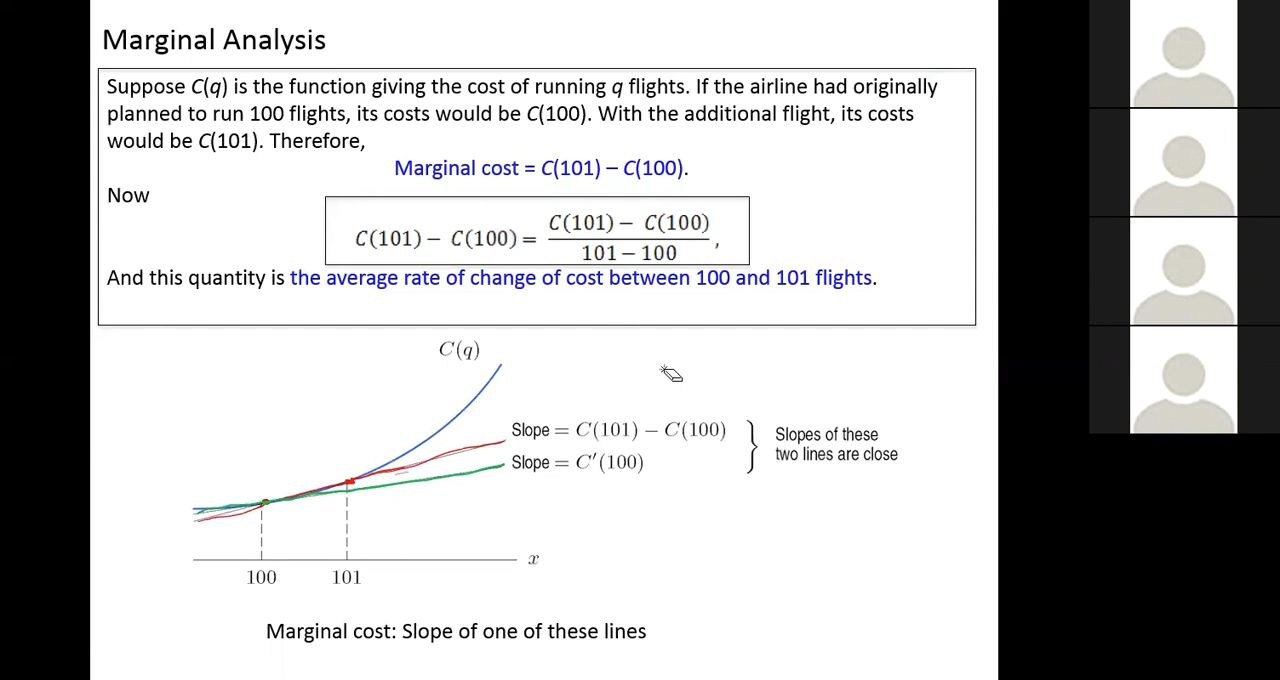 Marginal Analysis
Suppose C(q) is the function giving the cost of running q flights. If the airline had originally
planned to run 100 flights, its costs would be C(100). With the additional flight, its costs
would be C(101). Therefore,
Marginal cost = C(101) – C(100).
Now
C(101) − C(100) = \frac{C(101) − C(100)}{101 − 100},
And this quantity is the average rate of change of cost between 100 and 101 flights.
C(q)
Slope = C(101) − C(100)
Slope = C′(100)
Slopes of these
two lines are close
x
100 101
Marginal cost: Slope of one of these lines